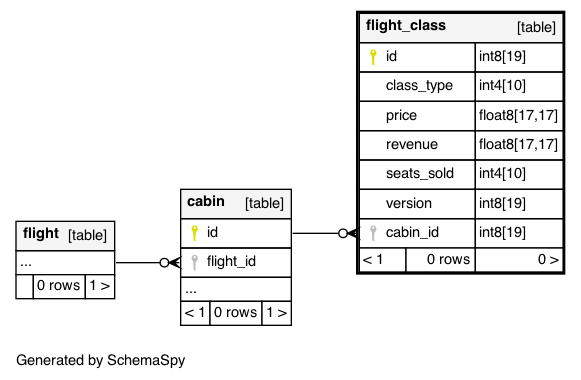 flight_class [table]
id int8[19]
class_type int4[10]
price float8[17,17]
revenue float8[17,17]
seats_sold int4[10]
version int8[19]
cabin_id int8[19]
< 1 0 rows 0 >
cabin [table]
id
flight_id
...
< 1 0 rows 1 >
flight [table]
...
0 rows 1 >
Generated by SchemaSpy